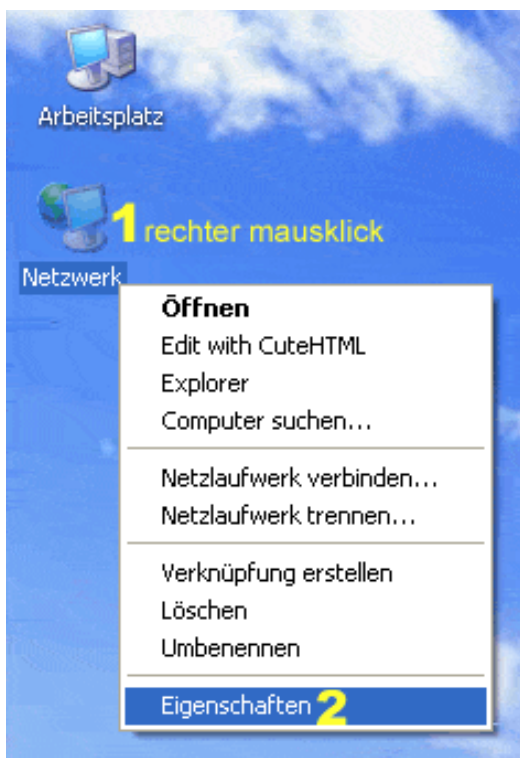 Arbeitsplatz
1 rechter mausklick
Netzwerk
Öffnen
Edit with CuteHTML
Explorer
Computer suchen...
Netzlaufwerk verbinden...
Netzlaufwerk trennen...
Verknüpfung erstellen
Löschen
Umbenennen
Eigenschaften 2